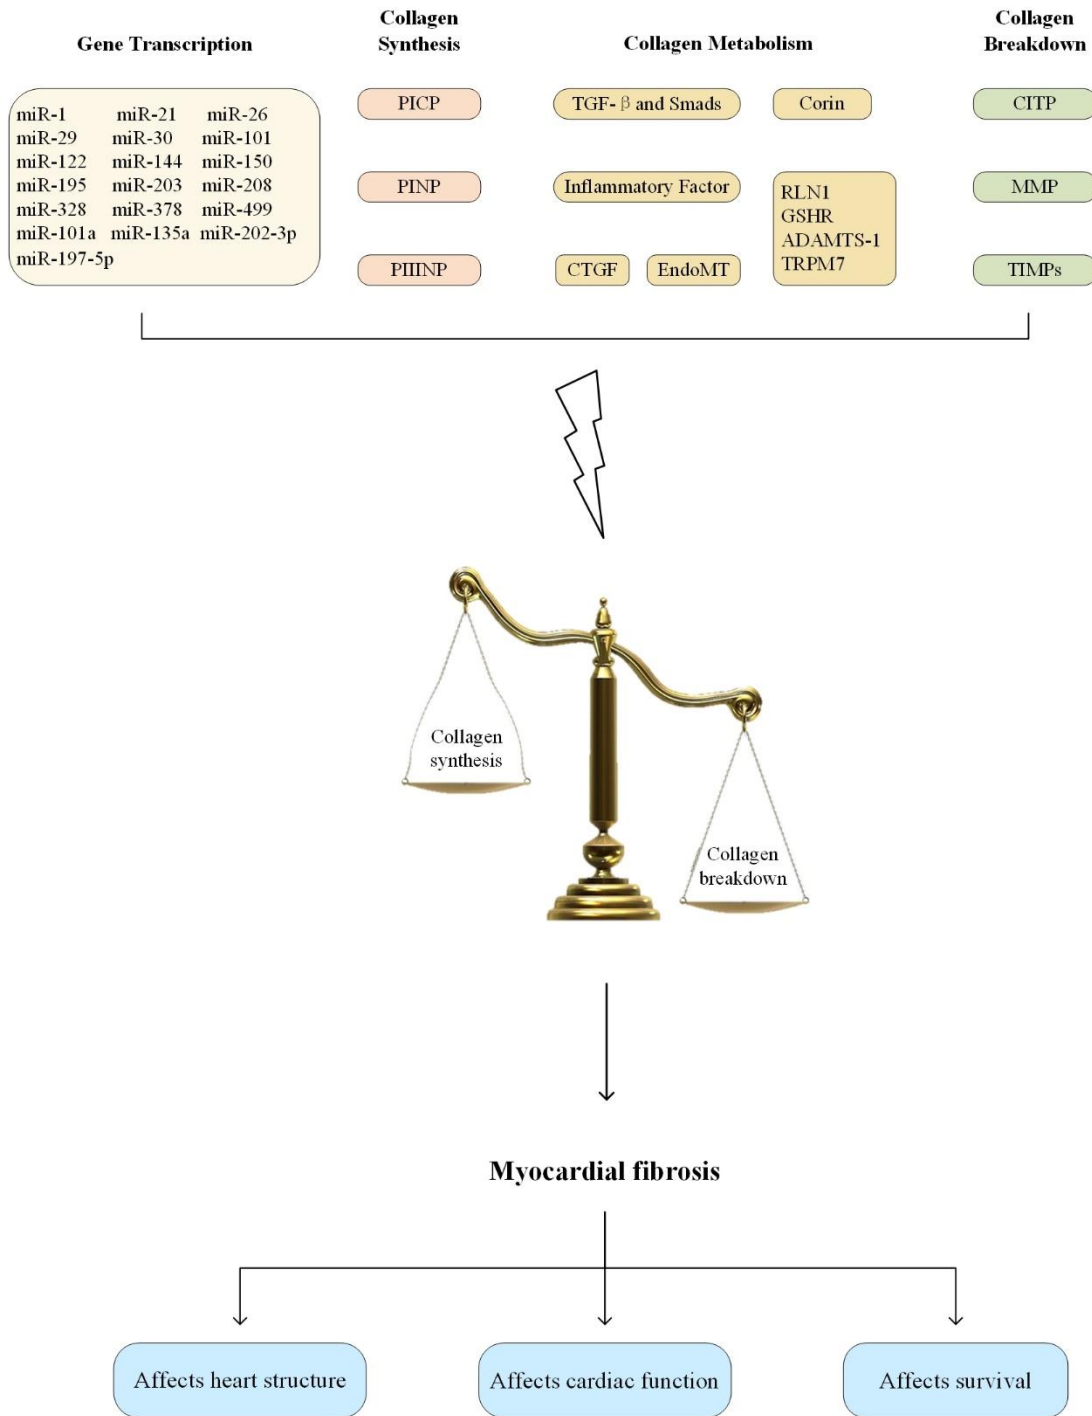 Gene Transcription
Collagen
Synthesis
Collagen Metabolism
Collagen
Breakdown
miR-1 miR-21 miR-26
miR-29 miR-30 miR-101
miR-122 miR-144 miR-150
miR-195 miR-203 miR-208
miR-328 miR-378 miR-499
miR-101a miR-135a miR-202-3p
miR-197-5p
PICP
PINP
PIIINP
TGF-β and Smads
Corin
Inflammatory Factor
RLN1
GSHR
ADAMTS-1
TRPM7
CTGF
EndoMT
CITP
MMP
TIMPs
Collagen
synthesis
Collagen
breakdown
Myocardial fibrosis
Affects heart structure
Affects cardiac function
Affects survival